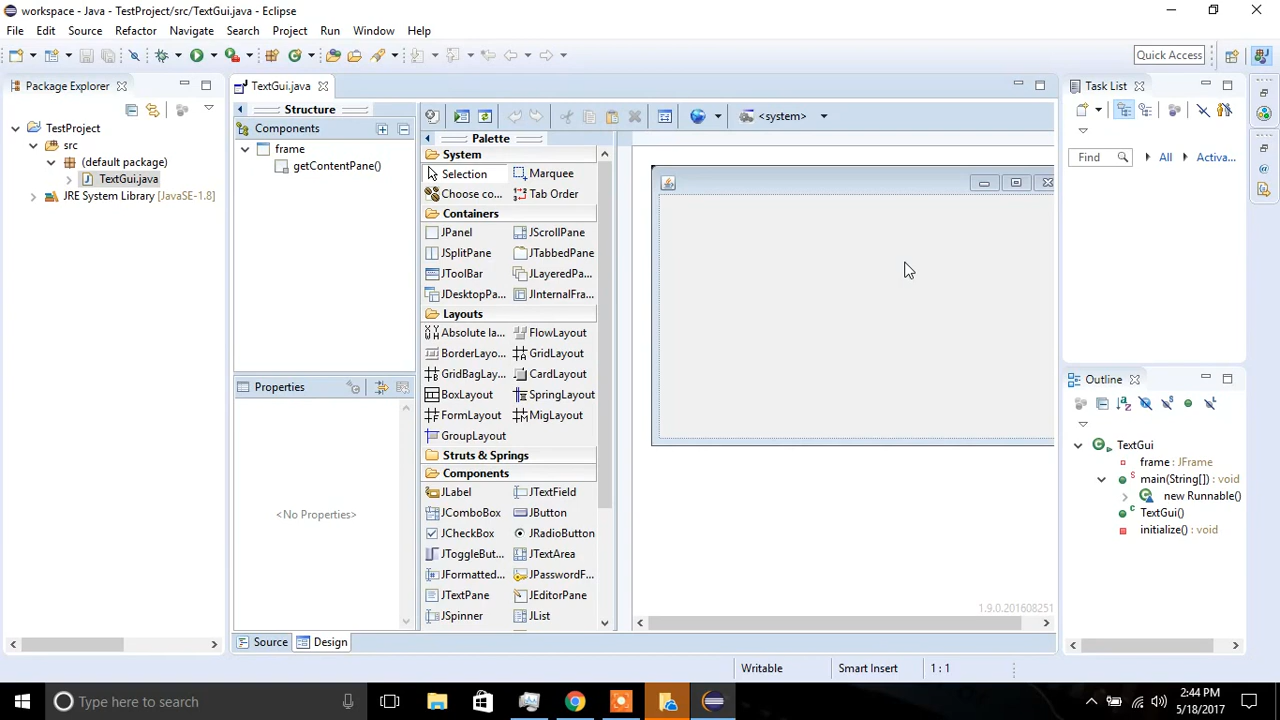 workspace - Java - TestProject/src/TextGui.java - Eclipse
File Edit Source Refactor Navigate Search Project Run Window Help
Quick Access
Package Explorer
TestProject
src
(default package)
TextGui.java
JRE System Library [JavaSE-1.8]
TextGui.java
Structure
Components
frame
getContentPane()
Properties
<No Properties>
<system>
Palette
System
Selection Marquee
Choose co... Tab Order
Containers
JPanel JScrollPane
JSplitPane JTabbedPane
JToolBar JLayeredPa...
JDesktopPa... JInternalFra...
Layouts
Absolute la... FlowLayout
BorderLayo... GridLayout
GridBagLay... CardLayout
BoxLayout SpringLayout
FormLayout MigLayout
GroupLayout
Struts & Springs
Components
JLabel JTextField
JComboBox JButton
JCheckBox JRadioButton
JToggleBut... JTextArea
JFormatted... JPasswordF...
JTextPane JEditorPane
JSpinner JList
1.9.0.201608251
Source Design
Task List
Find All Activa...
Outline
TextGui
frame : JFrame
main(String[]) : void
new Runnable()
TextGui()
initialize() : void
Writable Smart Insert 1 : 1
Type here to search
2:44 PM
5/18/2017